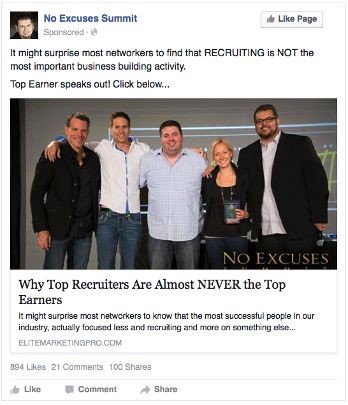 No Excuses Summit
Sponsored ·
Like Page
It might surprise most networkers to find that RECRUITING is NOT the
most important business building activity.
Top Earner speaks out! Click below...
NO EXCUSES
Why Top Recruiters Are Almost NEVER the Top
Earners
It might surprise most networkers to know that the most successful people in our
industry, actually focused less and recruiting and more on something else...
ELITEMARKETINGPRO.COM
894 Likes 21 Comments 100 Shares
Like Comment Share